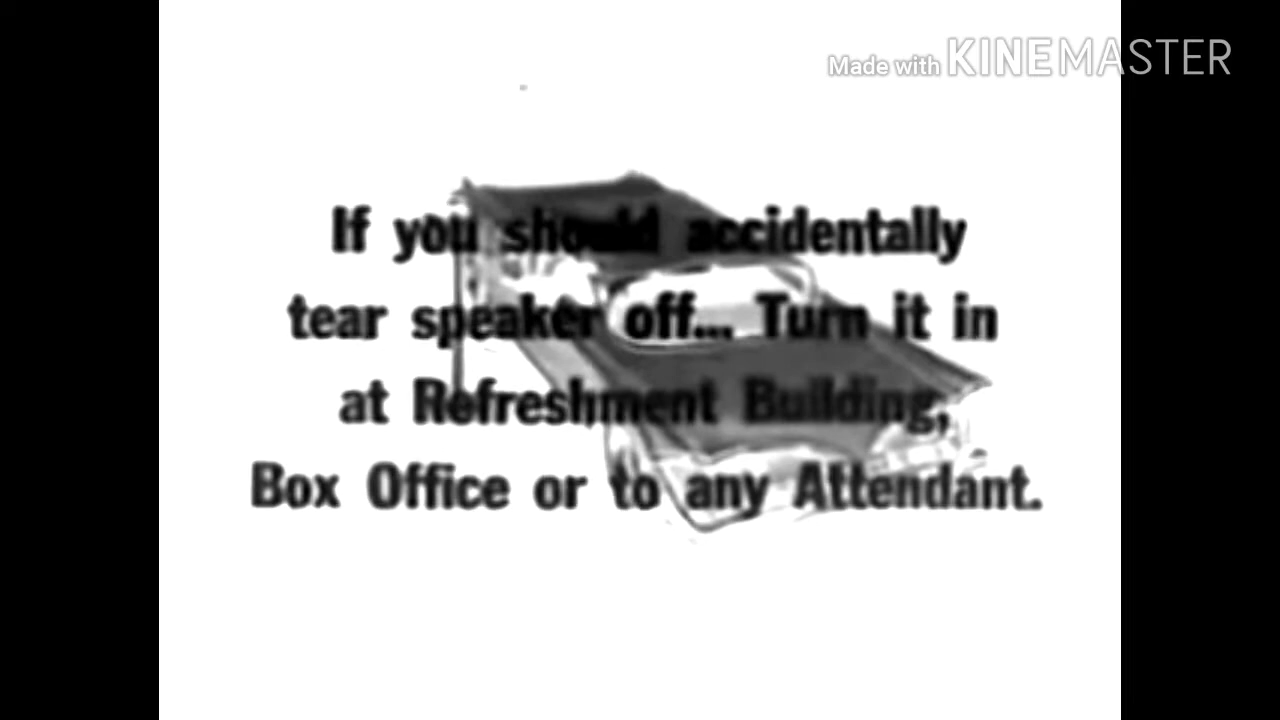 Made with KINEMASTER
If you should accidentally
tear speaker off... Turn it in
at Refreshment Building,
Box Office or to any Attendant.